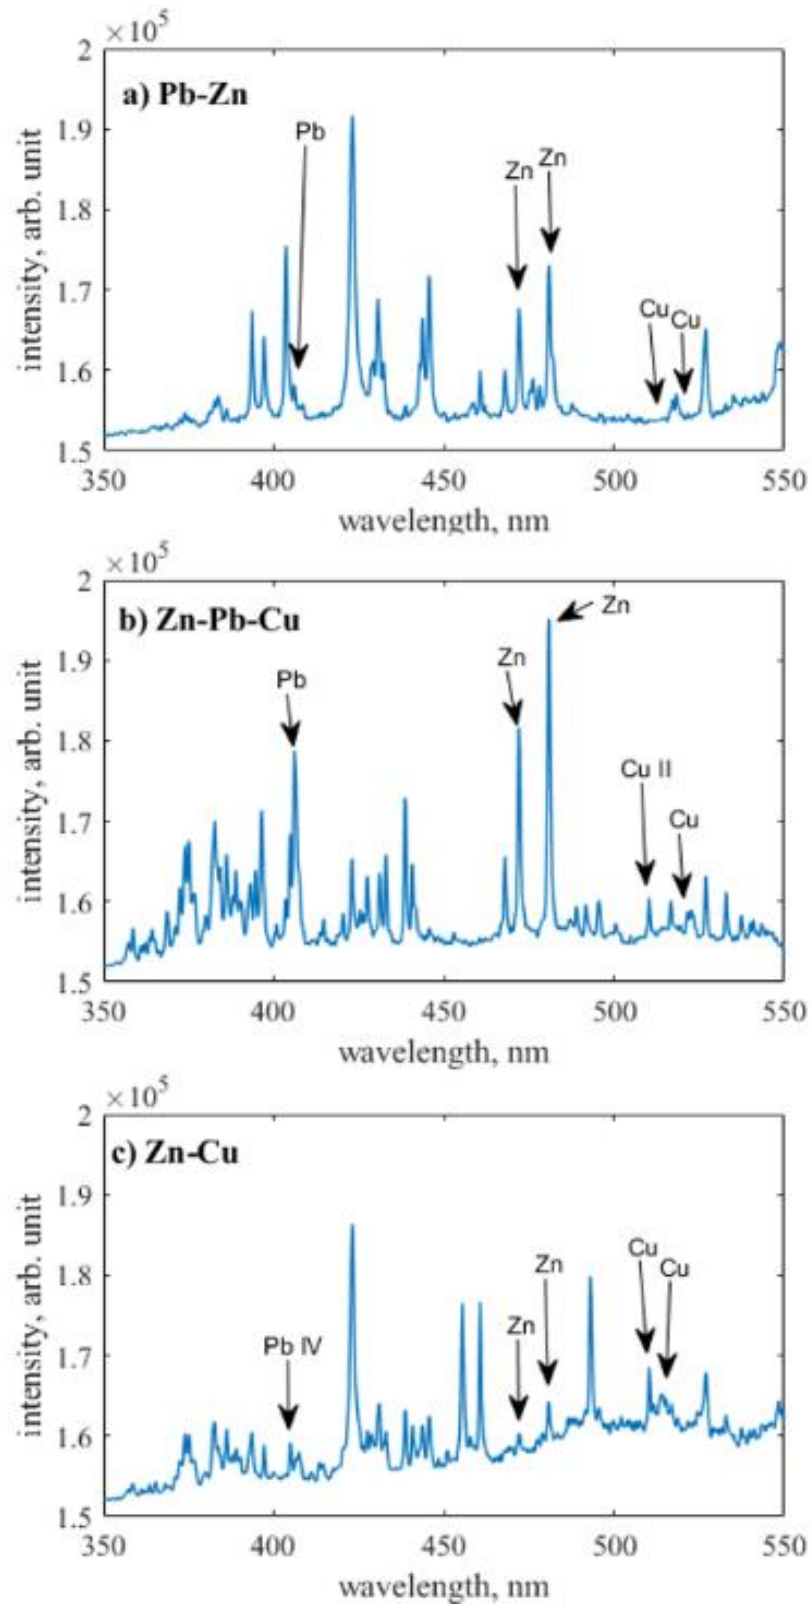 ×10⁵
2
a) Pb-Zn
1.9
Pb
Zn
Zn
1.8
1.7
Cu
Cu
1.6
1.5
350 400 450 500 550
wavelength, nm
intensity, arb. unit
×10⁵
2
b) Zn-Pb-Cu
Zn
1.9
Zn
Pb
1.8
Cu II
1.7
Cu
1.6
1.5
350 400 450 500 550
wavelength, nm
intensity, arb. unit
×10⁵
2
c) Zn-Cu
1.9
Cu
Cu
Zn
1.8
Pb IV
Zn
1.7
1.6
1.5
350 400 450 500 550
wavelength, nm
intensity, arb. unit